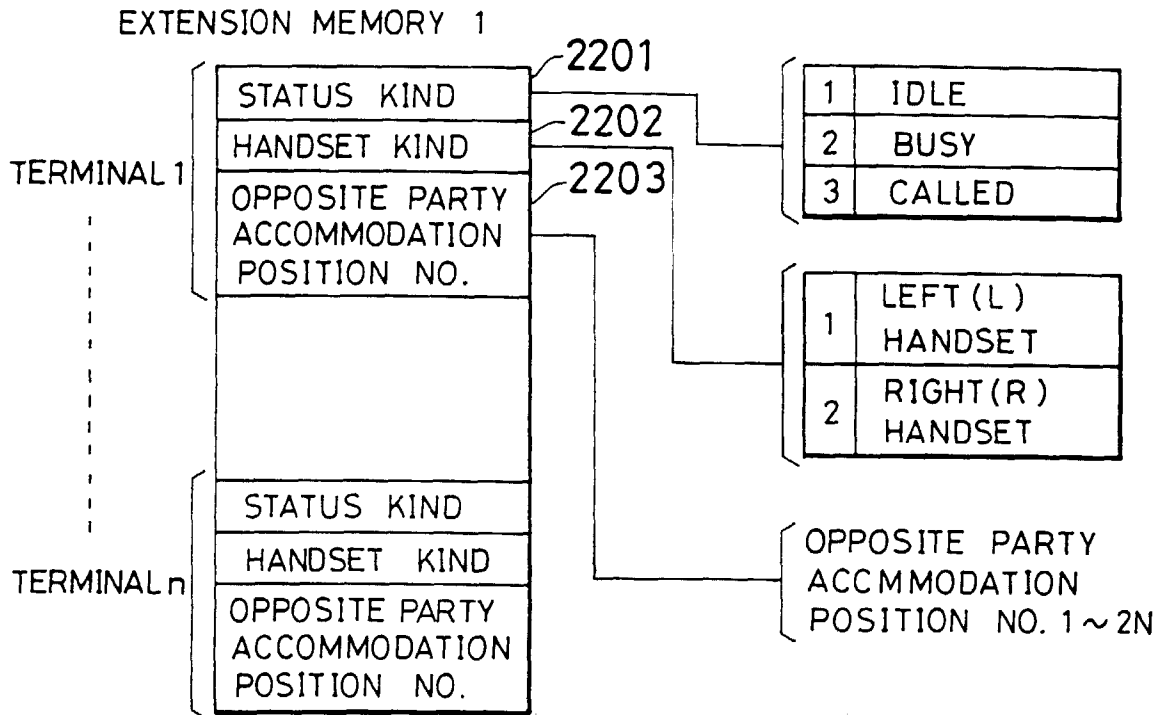 EXTENSION MEMORY 1
TERMINAL 1
STATUS KIND
2201
HANDSET KIND
2202
OPPOSITE PARTY
ACCOMMODATION
POSITION NO.
2203
1 IDLE
2 BUSY
3 CALLED
1 LEFT(L)
HANDSET
2 RIGHT(R)
HANDSET
TERMINAL n
STATUS KIND
HANDSET KIND
OPPOSITE PARTY
ACCOMMODATION
POSITION NO.
OPPOSITE PARTY
ACCMMODATION
POSITION NO. 1~2N